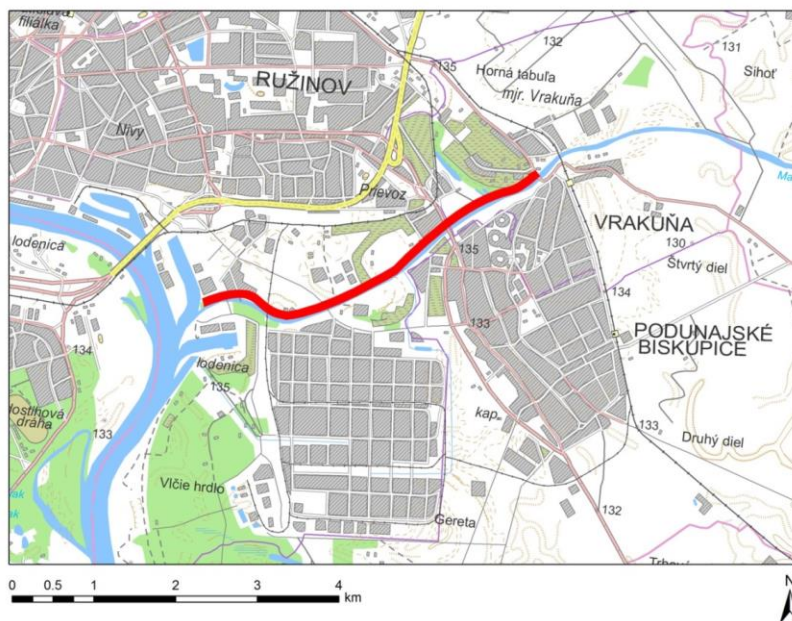 filiálka
RUŽINOV
135
132
131
Horná tabuľa
mjr. Vrakuňa
Sihoť
Nivy
Prievoz
Ma
lodenica
VRAKUŇA
135
130
Štvrtý diel
134
134
PODUNAJSKÉ
BISKUPICE
133
lodenica
135
dráha
133
kap.
133
Druhý diel
Vlčie hrdlo
132
Gereta
0 0.5 1 2 3 4
km
N